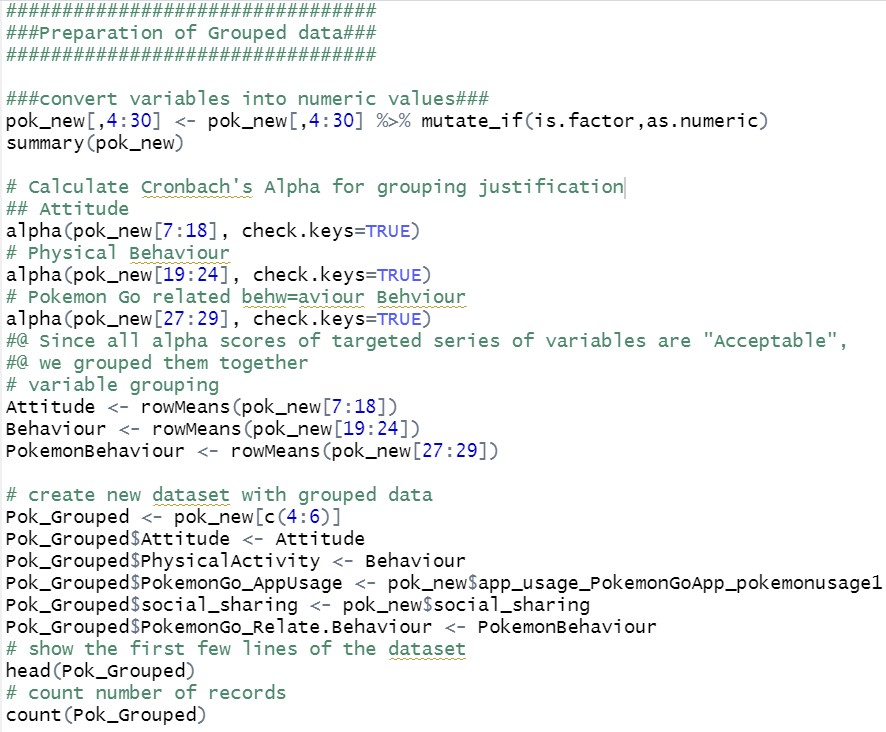 #################################
###Preparation of Grouped data###
#################################

###convert variables into numeric values###
pok_new[,4:30] <- pok_new[,4:30] %>% mutate_if(is.factor,as.numeric)
summary(pok_new)

# Calculate Cronbach's Alpha for grouping justification
## Attitude
alpha(pok_new[7:18], check.keys=TRUE)
# Physical Behaviour
alpha(pok_new[19:24], check.keys=TRUE)
# Pokemon Go related behw=aviour Behviour
alpha(pok_new[27:29], check.keys=TRUE)
#@ Since all alpha scores of targeted series of variables are "Acceptable",
#@ we grouped them together
# variable grouping
Attitude <- rowMeans(pok_new[7:18])
Behaviour <- rowMeans(pok_new[19:24])
PokemonBehaviour <- rowMeans(pok_new[27:29])

# create new dataset with grouped data
Pok_Grouped <- pok_new[c(4:6)]
Pok_Grouped$Attitude <- Attitude
Pok_Grouped$PhysicalActivity <- Behaviour
Pok_Grouped$PokemonGo_AppUsage <- pok_new$app_usage_PokemonGoApp_pokemonusage1
Pok_Grouped$social_sharing <- pok_new$social_sharing
Pok_Grouped$PokemonGo_Relate.Behaviour <- PokemonBehaviour
# show the first few lines of the dataset
head(Pok_Grouped)
# count number of records
count(Pok_Grouped)